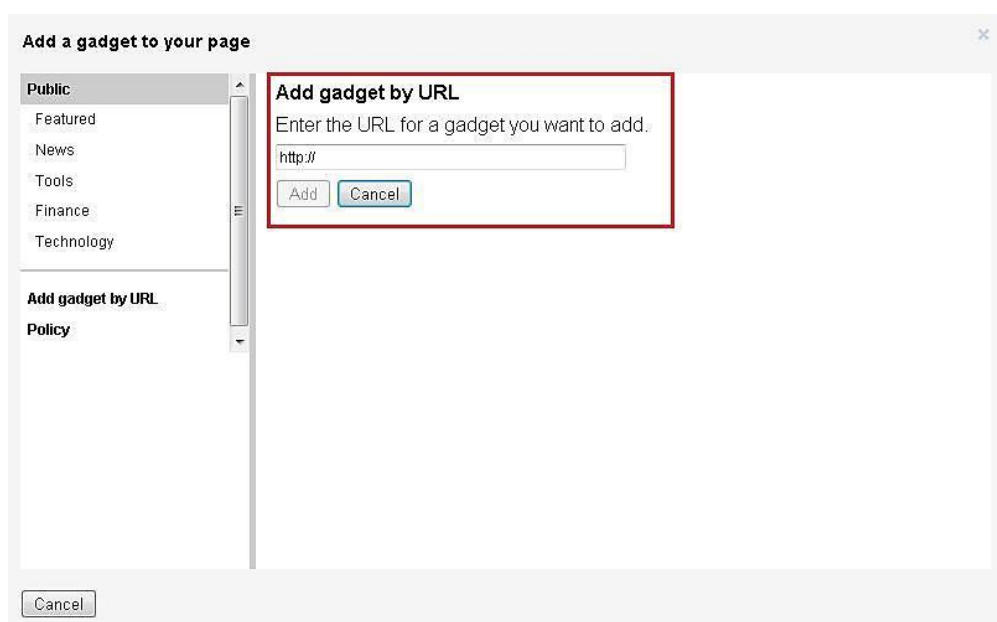 Add a gadget to your page
Public
Featured
News
Tools
Finance
Technology
Add gadget by URL
Policy
Add gadget by URL
Enter the URL for a gadget you want to add.
http://
Add Cancel
Cancel